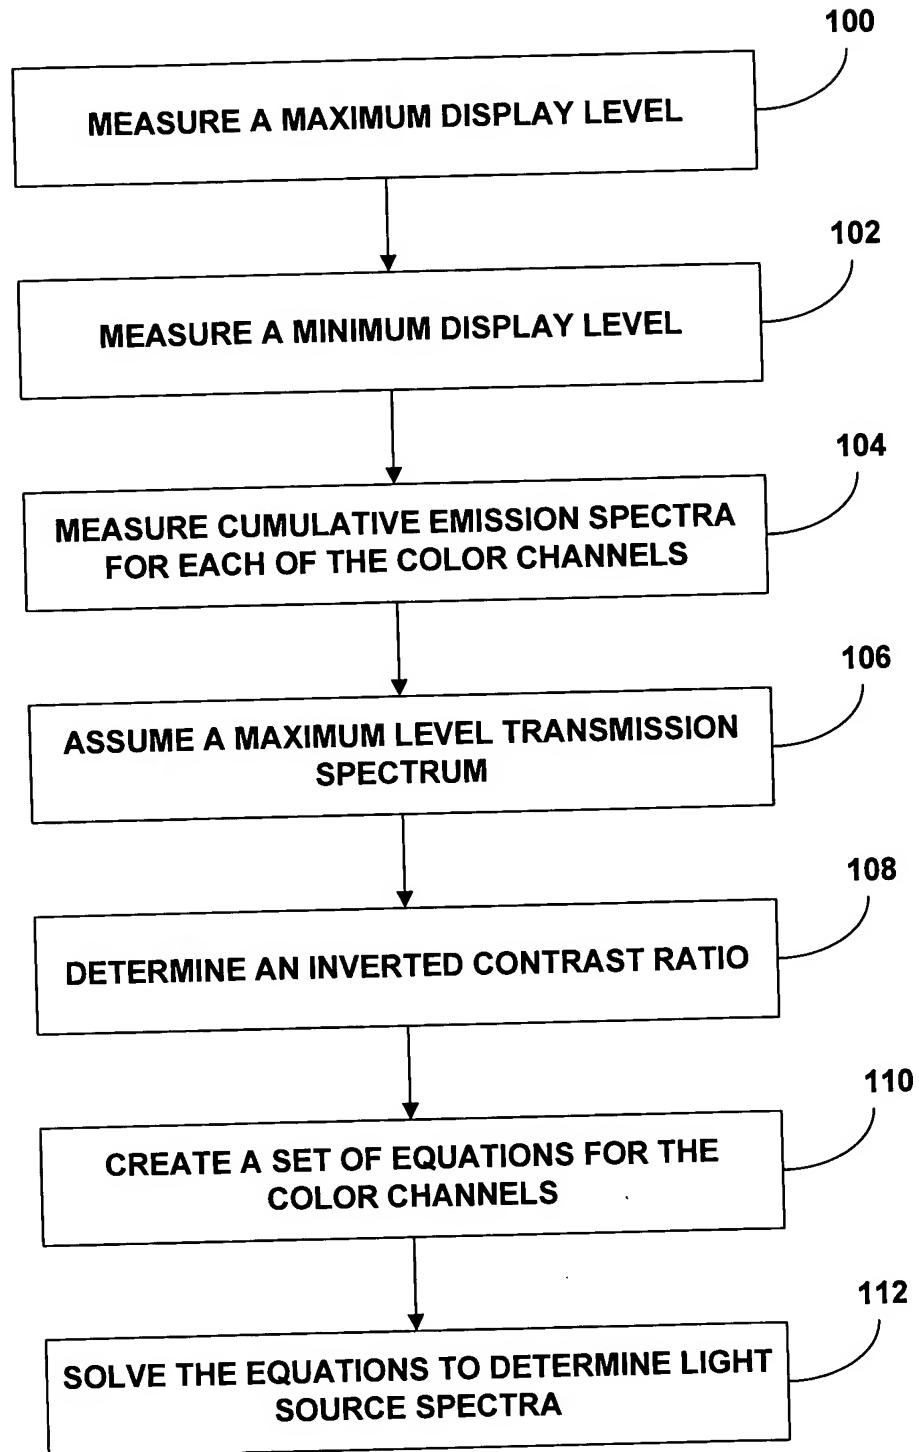 100
MEASURE A MAXIMUM DISPLAY LEVEL
102
MEASURE A MINIMUM DISPLAY LEVEL
104
MEASURE CUMULATIVE EMISSION SPECTRA
FOR EACH OF THE COLOR CHANNELS
106
ASSUME A MAXIMUM LEVEL TRANSMISSION
SPECTRUM
108
DETERMINE AN INVERTED CONTRAST RATIO
110
CREATE A SET OF EQUATIONS FOR THE
COLOR CHANNELS
112
SOLVE THE EQUATIONS TO DETERMINE LIGHT
SOURCE SPECTRA